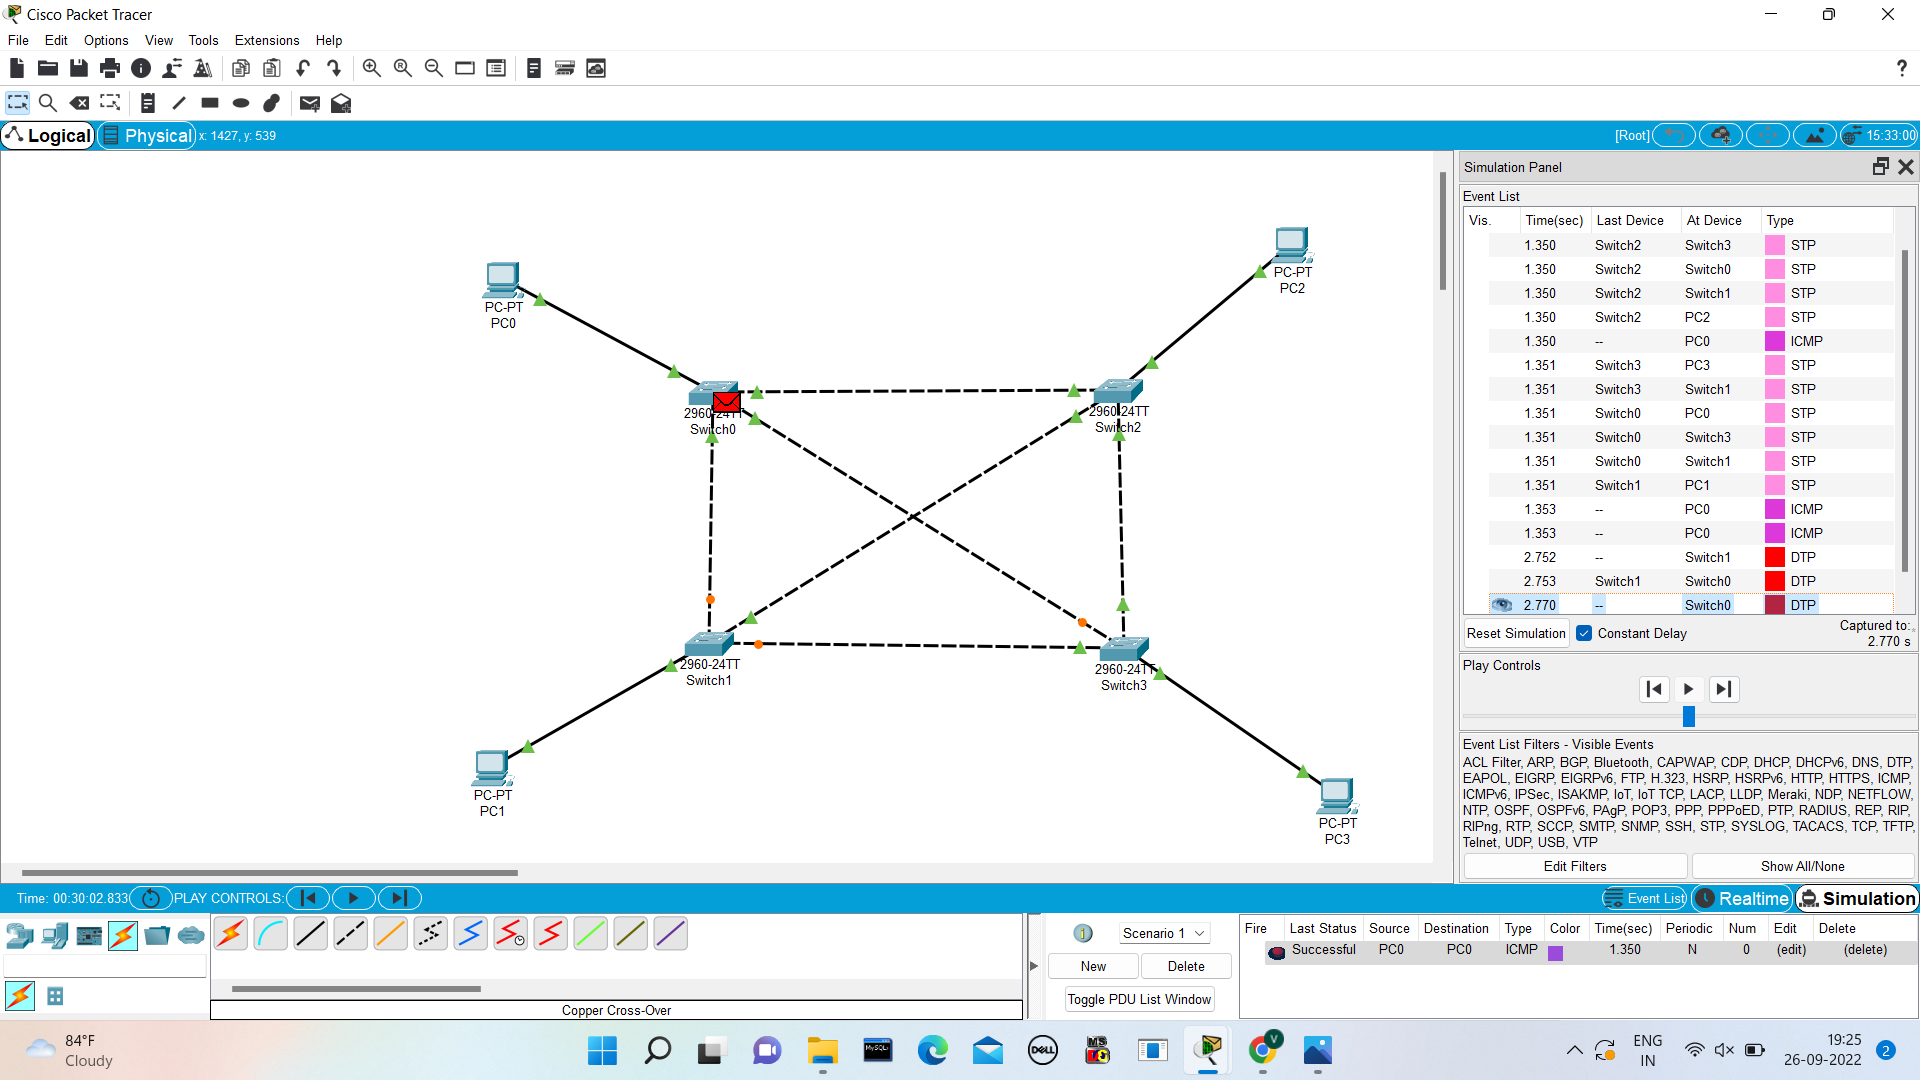 Cisco Packet Tracer
File Edit Options View Tools Extensions Help
Logical Physical x: 1427, y: 539 [Root] 15:33:00
PC-PT
PC0
PC-PT
PC2
2960-24TT
Switch0
2960-24TT
Switch2
2960-24TT
Switch1
2960-24TT
Switch3
PC-PT
PC1
PC-PT
PC3
Simulation Panel
Event List
Vis. Time(sec) Last Device At Device Type
1.350 Switch2 Switch3 STP
1.350 Switch2 Switch0 STP
1.350 Switch2 Switch1 STP
1.350 Switch2 PC2 STP
1.350 -- PC0 ICMP
1.351 Switch3 PC3 STP
1.351 Switch3 Switch1 STP
1.351 Switch0 PC0 STP
1.351 Switch0 Switch3 STP
1.351 Switch0 Switch1 STP
1.351 Switch1 PC1 STP
1.353 -- PC0 ICMP
1.353 -- PC0 ICMP
2.752 -- Switch1 DTP
2.753 Switch1 Switch0 DTP
2.770 -- Switch0 DTP
Reset Simulation Constant Delay Captured to:
2.770 s
Play Controls
Event List Filters - Visible Events
ACL Filter, ARP, BGP, Bluetooth, CAPWAP, CDP, DHCP, DHCPv6, DNS, DTP,
EAPOL, EIGRP, EIGRPv6, FTP, H.323, HSRP, HSRPv6, HTTP, HTTPS, ICMP,
ICMPv6, IPSec, ISAKMP, IoT, IoT TCP, LACP, LLDP, Meraki, NDP, NETFLOW,
NTP, OSPF, OSPFv6, PAgP, POP3, PPP, PPPoED, PTP, RADIUS, REP, RIP,
RIPng, RTP, SCCP, SMTP, SNMP, SSH, STP, SYSLOG, TACACS, TCP, TFTP,
Telnet, UDP, USB, VTP
Edit Filters Show All/None
Time: 00:30:02.833 PLAY CONTROLS: Event List Realtime Simulation
Scenario 1
New Delete
Toggle PDU List Window
Fire Last Status Source Destination Type Color Time(sec) Periodic Num Edit Delete
Successful PC0 PC0 ICMP 1.350 N 0 (edit) (delete)
Copper Cross-Over
84°F
Cloudy
MySQL
DELL
MS
V
ENG
IN
19:25
26-09-2022
2